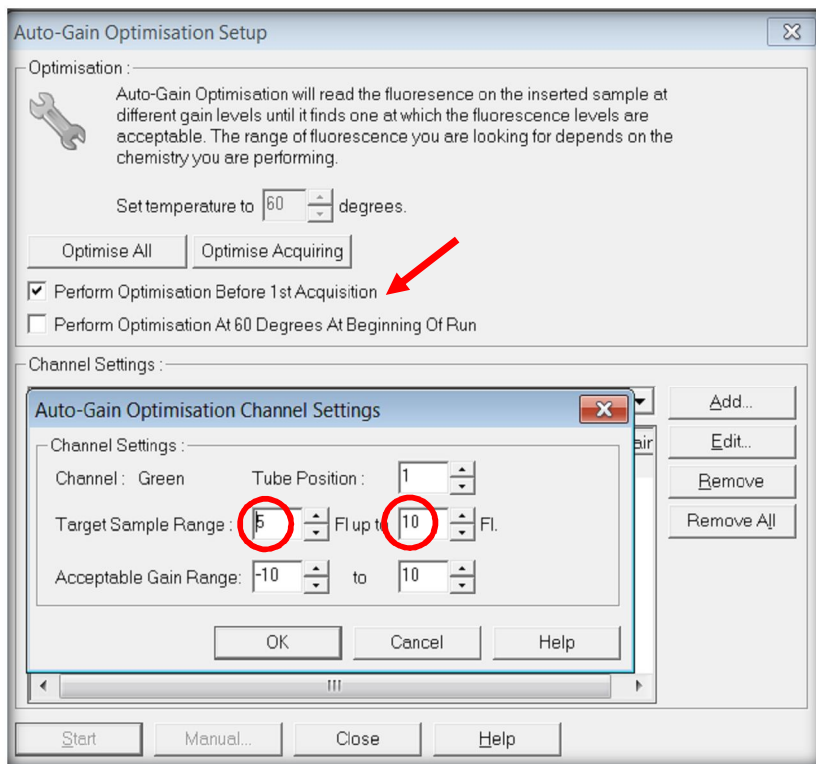 Auto-Gain Optimisation Setup
Optimisation :
Auto-Gain Optimisation will read the fluoresence on the inserted sample at
different gain levels until it finds one at which the fluorescence levels are
acceptable. The range of fluorescence you are looking for depends on the
chemistry you are performing.
Set temperature to 60 degrees.
Optimise All Optimise Acquiring
Perform Optimisation Before 1st Acquisition
Perform Optimisation At 60 Degrees At Beginning Of Run
Channel Settings :
Add...
Auto-Gain Optimisation Channel Settings
Edit...
Channel Settings :
Channel : Green Tube Position : 1
Remove
Target Sample Range : 5 Fl up to 10 Fl.
Remove All
Acceptable Gain Range: -10 to 10
OK Cancel Help
Start Manual... Close Help